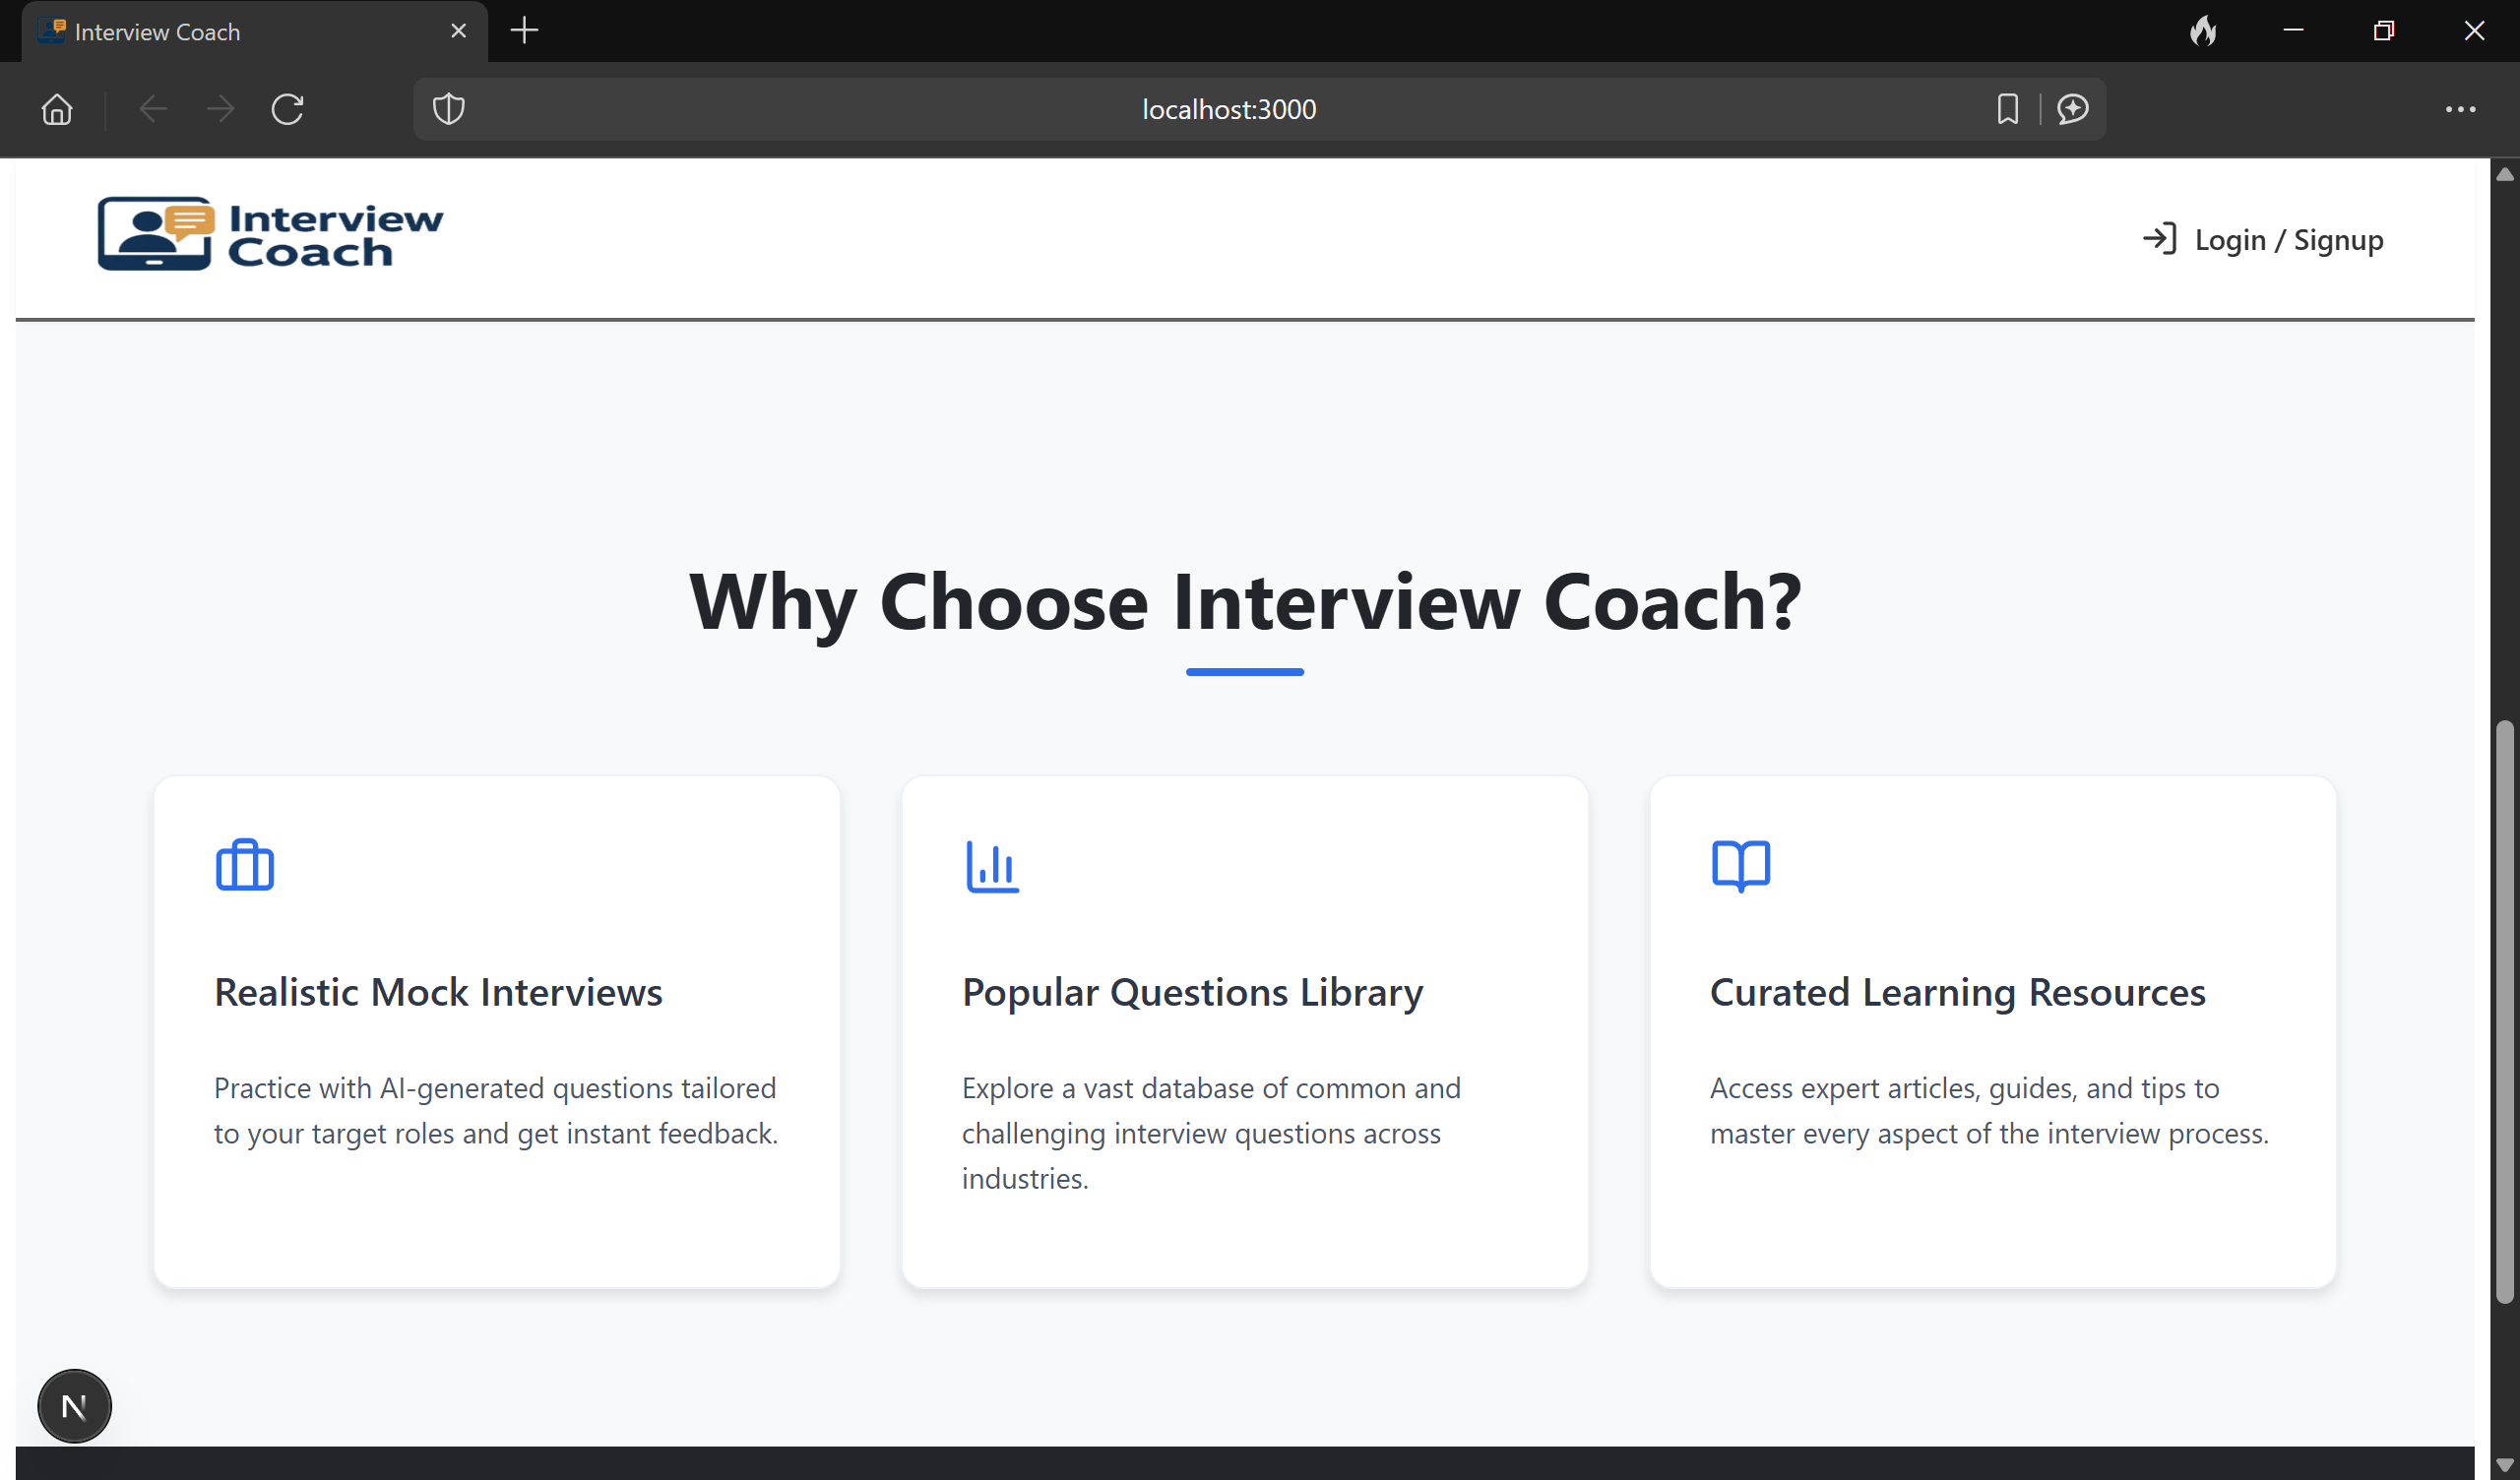 Interview Coach
localhost:3000
Interview
Coach
Login / Signup
Why Choose Interview Coach?
Realistic Mock Interviews
Practice with AI-generated questions tailored
to your target roles and get instant feedback.
Popular Questions Library
Explore a vast database of common and
challenging interview questions across
industries.
Curated Learning Resources
Access expert articles, guides, and tips to
master every aspect of the interview process.
N